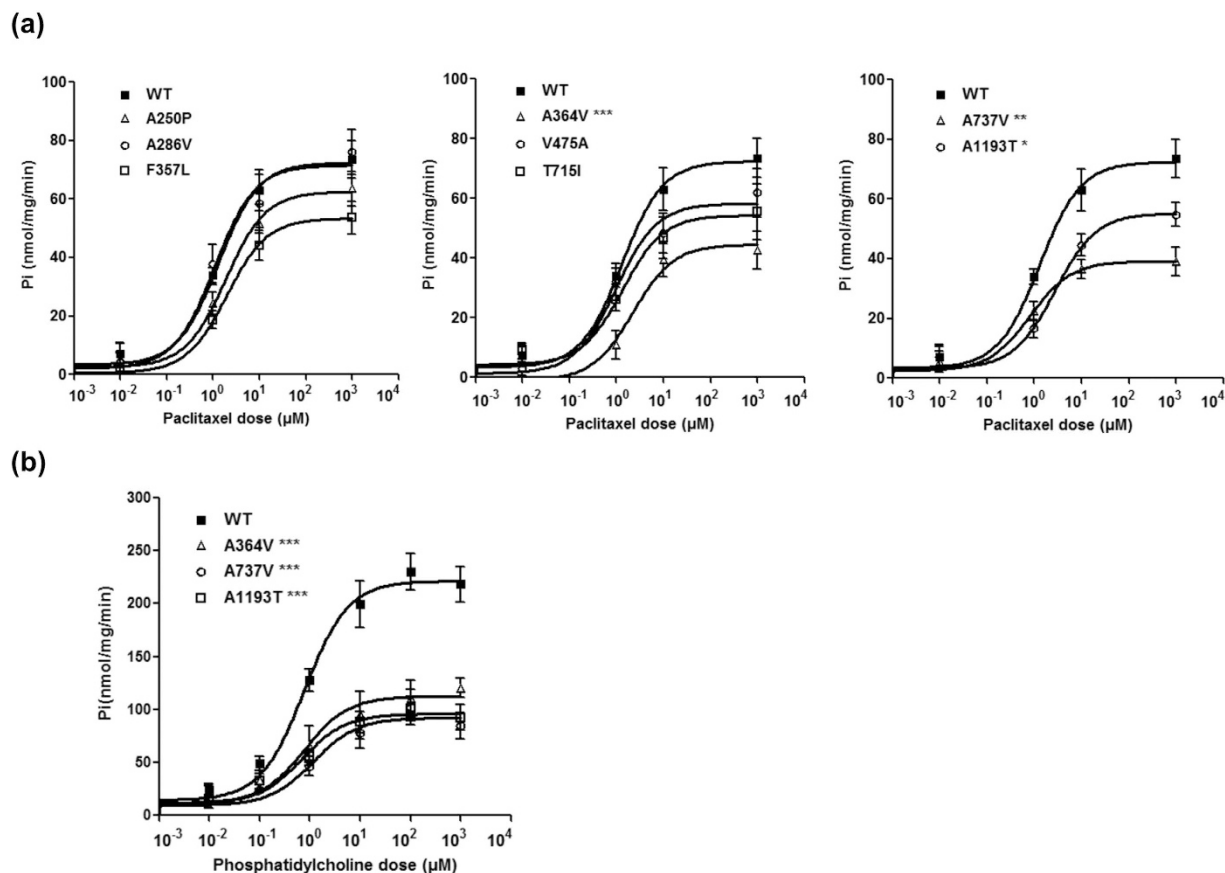 (a)
WT
A250P
A286V
F357L
Pi (nmol/mg/min)
100
80
60
40
20
0
10-3 10-2 10-1 100 101 102 103 104
Paclitaxel dose (µM)
WT
A364V ***
V475A
T715I
Pi (nmol/mg/min)
100
80
60
40
20
0
10-3 10-2 10-1 100 101 102 103 104
Paclitaxel dose (µM)
WT
A737V **
A1193T *
Pi (nmol/mg/min)
100
80
60
40
20
0
10-3 10-2 10-1 100 101 102 103 104
Paclitaxel dose (µM)
(b)
WT
A364V ***
A737V ***
A1193T ***
Pi(nmol/mg/min)
300
250
200
150
100
50
0
10-3 10-2 10-1 100 101 102 103 104
Phosphatidylcholine dose (µM)